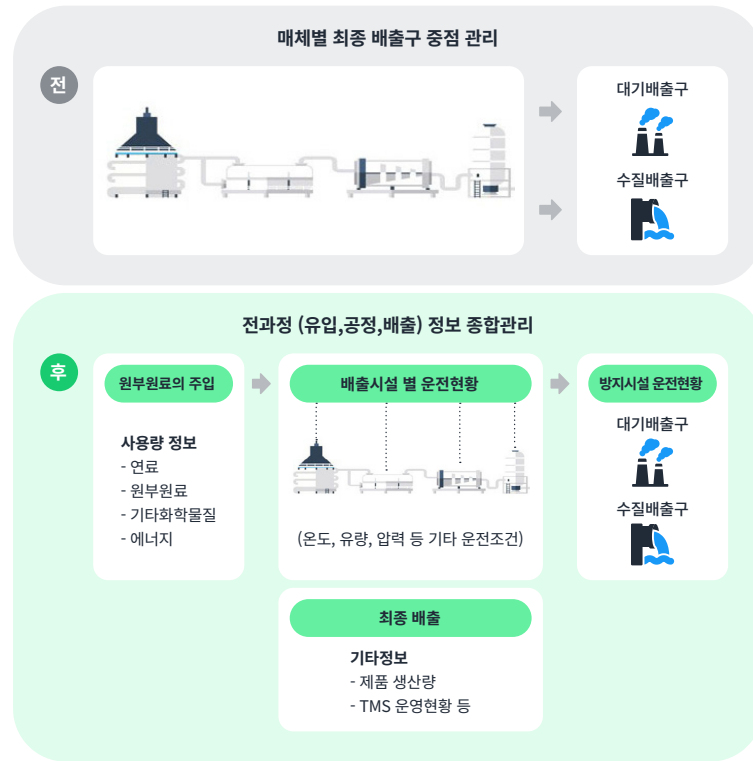 매체별 최종 배출구 중점 관리
전
대기배출구
수질배출구
전과정 (유입,공정,배출) 정보 종합관리
후
원부원료의 주입
사용량 정보
- 연료
- 원부원료
- 기타화학물질
- 에너지
배출시설 별 운전현황
(온도, 유량, 압력 등 기타 운전조건)
방지시설 운전현황
대기배출구
수질배출구
최종 배출
기타정보
- 제품 생산량
- TMS 운영현황 등